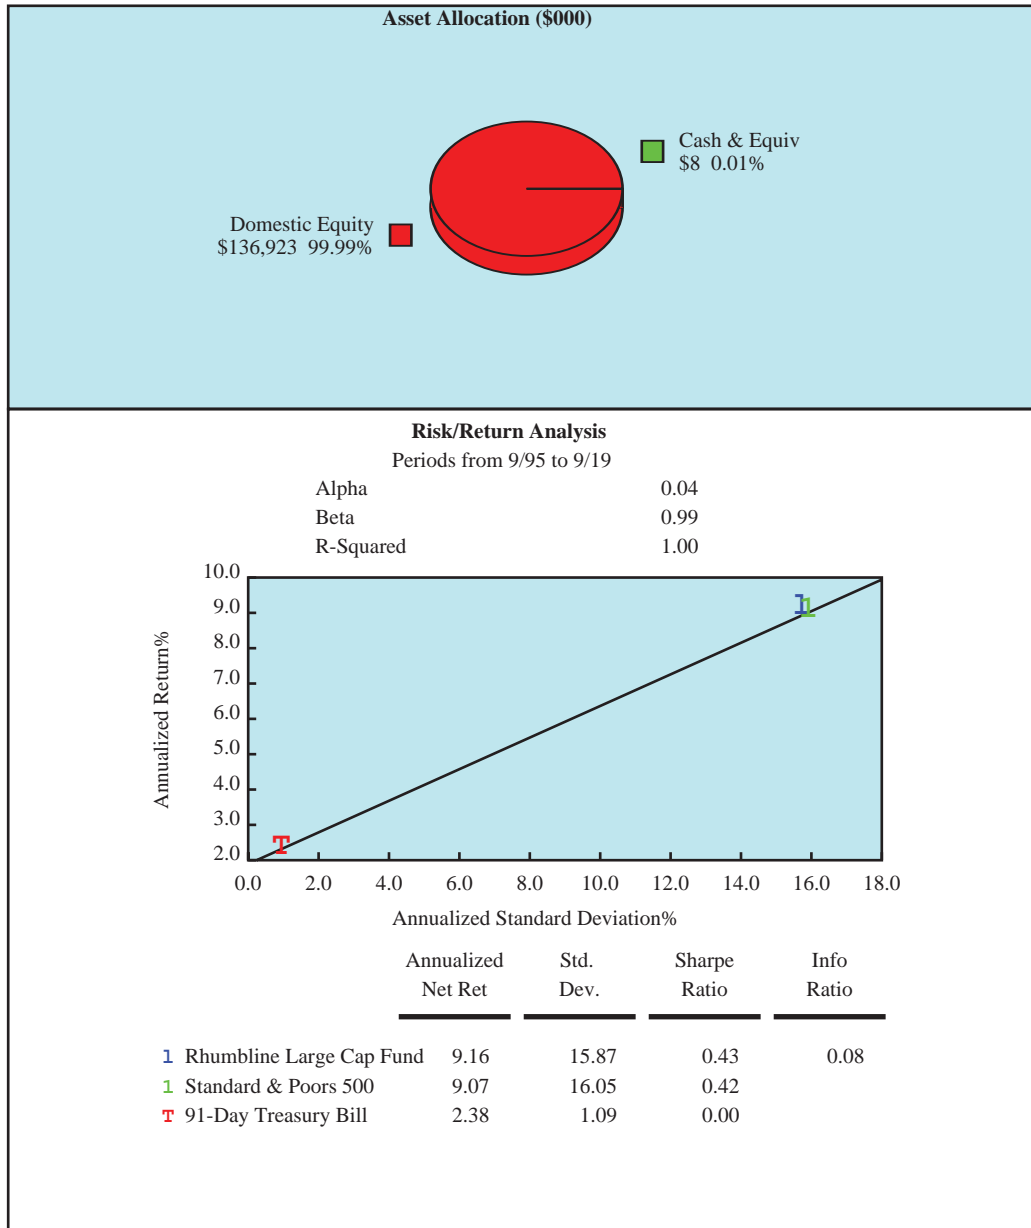 Asset Allocation ($000)
Cash & Equiv
$8 0.01%
Domestic Equity
$136,923 99.99%
Risk/Return Analysis
Periods from 9/95 to 9/19
Alpha 0.04
Beta 0.99
R-Squared 1.00
10.0
9.0
8.0
7.0
6.0
5.0
4.0
3.0
2.0
Annualized Return%
1
1
T
0.0 2.0 4.0 6.0 8.0 10.0 12.0 14.0 16.0 18.0
Annualized Standard Deviation%
Annualized Std. Sharpe Info
Net Ret Dev. Ratio Ratio
1 Rhumbline Large Cap Fund 9.16 15.87 0.43 0.08
1 Standard & Poors 500 9.07 16.05 0.42
T 91-Day Treasury Bill 2.38 1.09 0.00